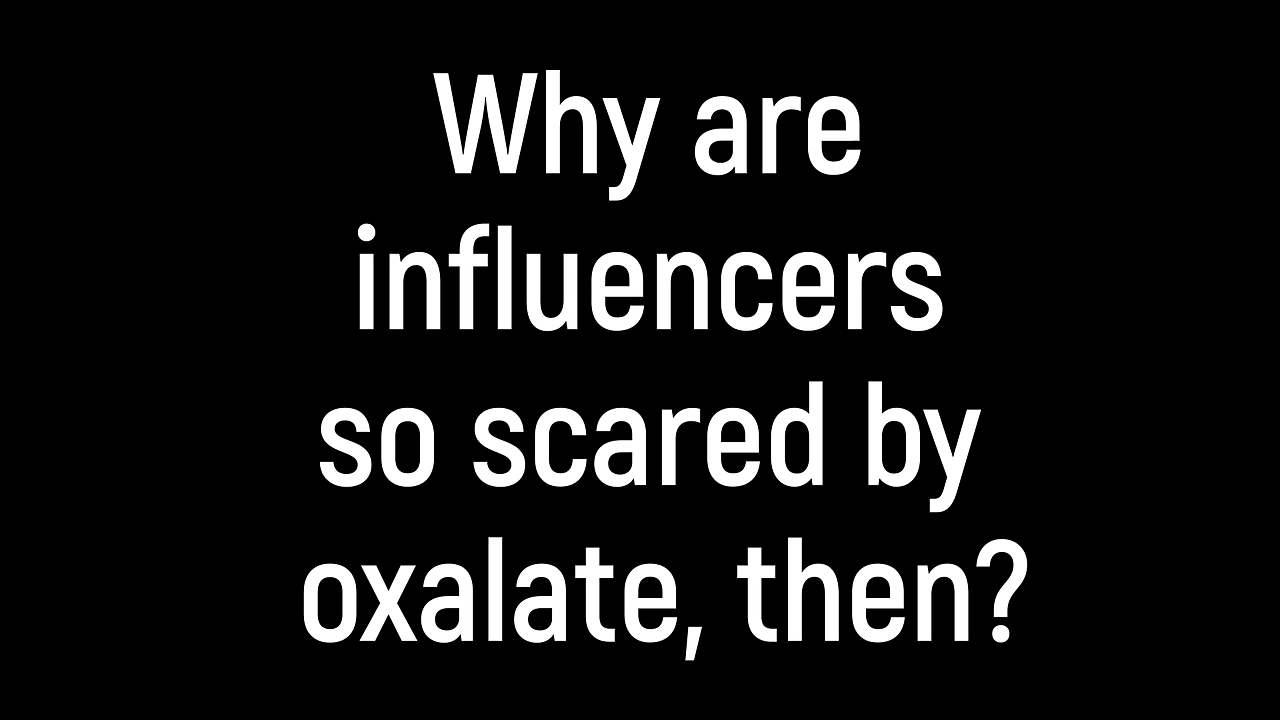 Why are
influencers
so scared by
oxalate, then?